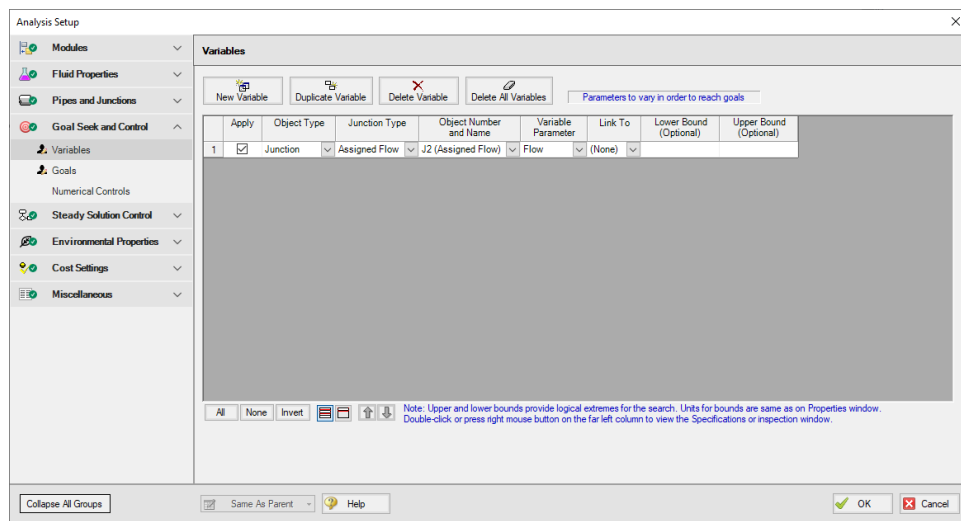 Analysis Setup
Modules
Fluid Properties
Pipes and Junctions
Goal Seek and Control
Variables
Goals
Numerical Controls
Steady Solution Control
Environmental Properties
Cost Settings
Miscellaneous
Variables
New Variable Duplicate Variable Delete Variable Delete All Variables Parameters to vary in order to reach goals
Apply Object Type Junction Type Object Number and Name Variable Parameter Link To Lower Bound (Optional) Upper Bound (Optional)
1 Junction Assigned Flow J2 (Assigned Flow) Flow (None)
All None Invert
Note: Upper and lower bounds provide logical extremes for the search. Units for bounds are same as on Properties window.
Double-click or press right mouse button on the far left column to view the Specifications or inspection window.
Collapse All Groups Same As Parent Help OK Cancel